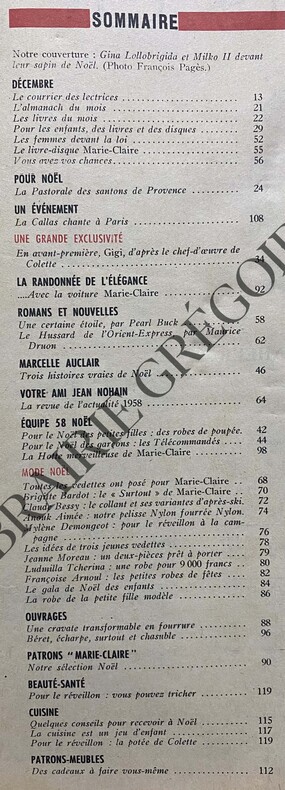 SOMMAIRE
Notre couverture : Gina Lollobrigida et Milko II devant
leur sapin de Noël. (Photo François Pagès.)
DÉCEMBRE
Le courrier des lectrices 13
L'almanach du mois 21
Les livres du mois 22
Pour les enfants, des livres et des disques 29
Les femmes devant la loi 52
Le livre-disque Marie-Claire 55
Vous avez vos chances 56
POUR NOËL
La Pastorale des santons de Provence 24
UN ÉVÉNEMENT
La Callas chante à Paris 108
UNE GRANDE EXCLUSIVITÉ
En avant-première, Gigi, d'après le chef-d'œuvre de
Colette 34
LA RANDONNÉE DE L'ÉLÉGANCE
....Avec la voiture Marie-Claire 92
ROMANS ET NOUVELLES
Une certaine étoile, par Pearl Buck 58
Le Hussard de l'Orient-Express, par Maurice
Druon 62
MARCELLE AUCLAIR
Trois histoires vraies de Noël 46
VOTRE AMI JEAN NOHAIN
La revue de l'actualité 1958 64
ÉQUIPE 58 NOËL
Pour le Noël des petites filles : des robes de poupée. 42
Pour le Noël des garçons : les Télécommandés 44
La Hotte merveilleuse de Marie-Claire 98
MODE NOËL
Toutes les vedettes ont posé pour Marie-Claire 68
Brigitte Bardot : le « Surtout » de Marie-Claire 70
Claude Bessy : le collant et ses variantes d'après-ski. 72
Anouk Aimée : notre pelisse Nylon fourrée Nylon. 74
Mylène Demongeot : pour le réveillon à la cam-
pagne 76
Les idées de trois jeunes vedettes 78
Jeanne Moreau : un deux-pièces prêt à porter 79
Ludmilla Tcherina : une robe pour 9 000 francs 80
Françoise Arnoul : les petites robes de fêtes 82
Le gala de Noël des enfants 84
La robe de la petite fille modèle 86
OUVRAGES
Une cravate transformable en fourrure 88
Béret, écharpe, surtout et chasuble 96
PATRONS "MARIE-CLAIRE"
Notre sélection Noël 90
BEAUTÉ-SANTÉ
Pour le réveillon : vous pouvez tricher 119
CUISINE
Quelques conseils pour recevoir à Noël 115
La cuisine est un jeu d'enfant 117
Pour le réveillon : la potée de Colette 119
PATRONS-MEUBLES
Des cadeaux à faire vous-même 112
LIBRAIRIE GRÉGOIRE